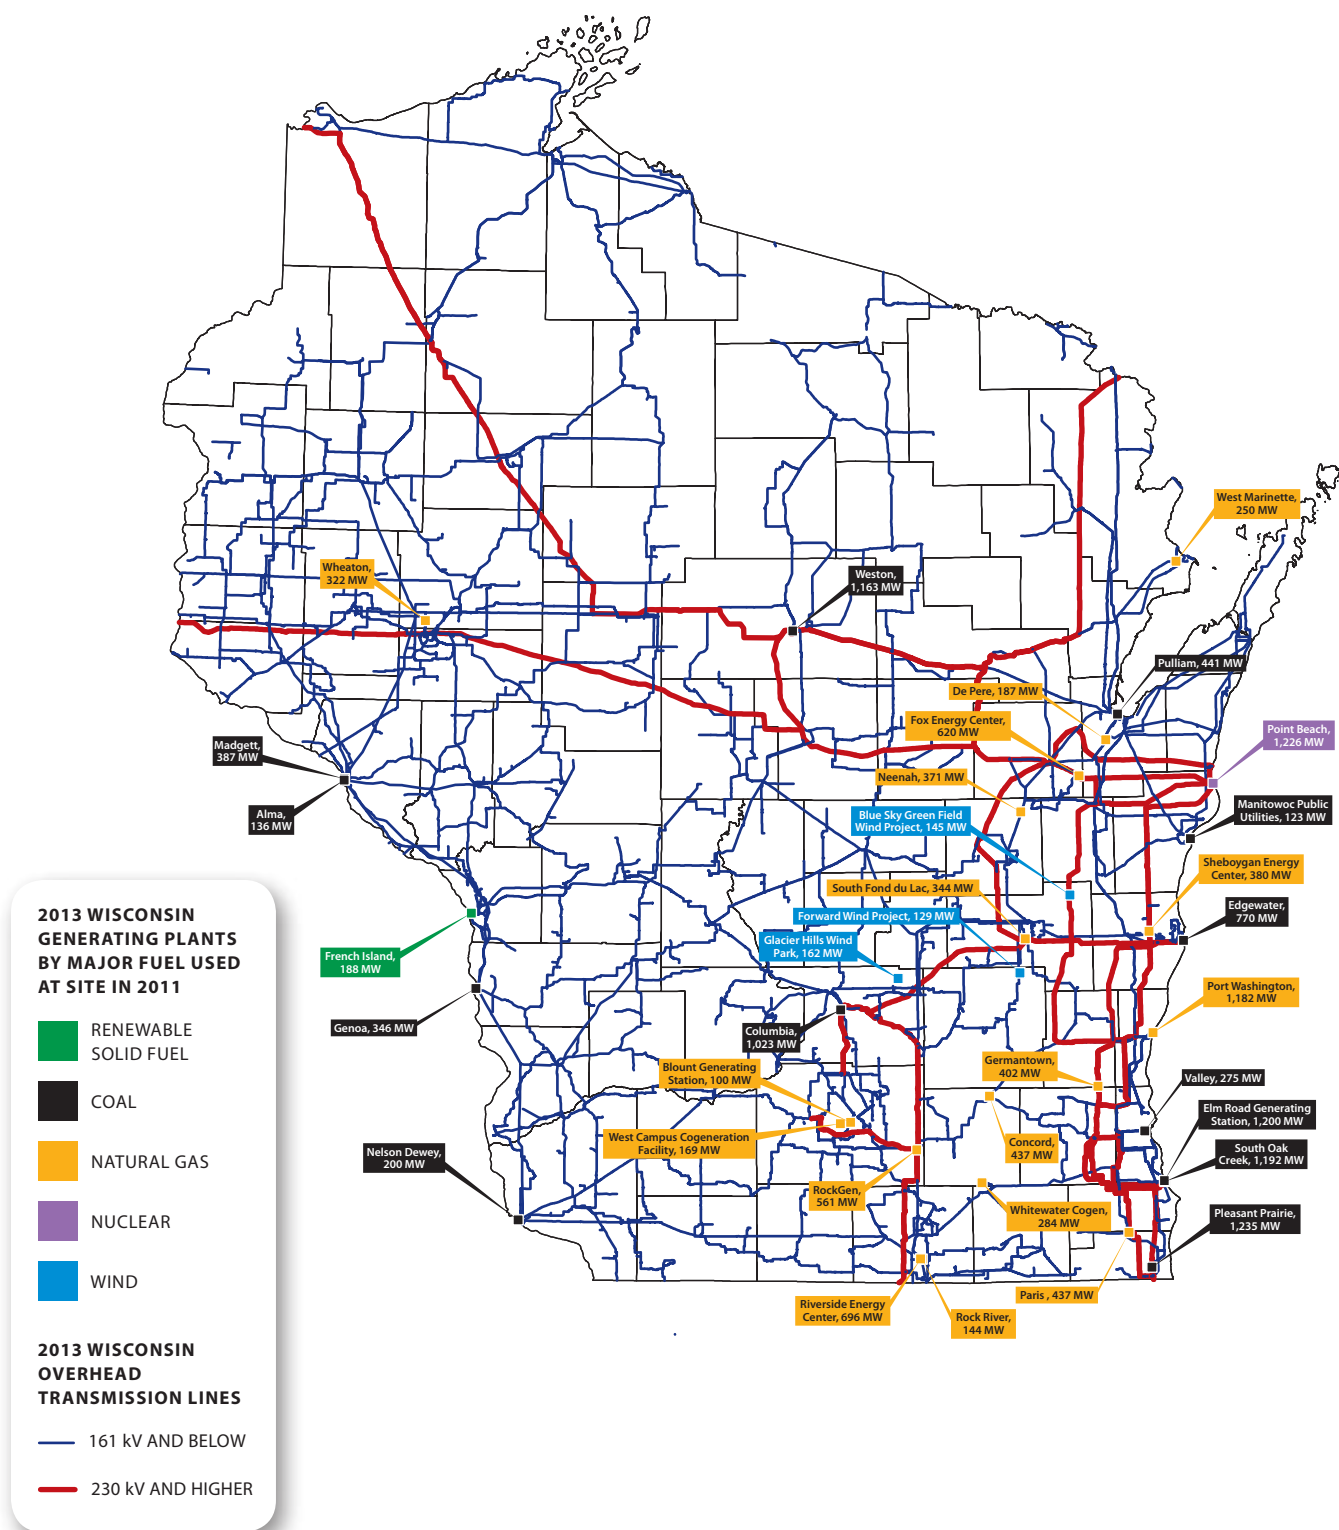 West Marinette,
250 MW
Wheaton,
322 MW
Weston,
1,163 MW
Pulliam, 441 MW
De Pere, 187 MW
Fox Energy Center,
620 MW
Point Beach,
1,226 MW
Madgett,
387 MW
Neenah, 371 MW
Alma,
136 MW
Blue Sky Green Field
Wind Project, 145 MW
Manitowoc Public
Utilities, 123 MW
Sheboygan Energy
Center, 380 MW
South Fond du Lac, 344 MW
Edgewater,
770 MW
Forward Wind Project, 129 MW
Glacier Hills Wind
Park, 162 MW
French Island,
188 MW
Port Washington,
1,182 MW
Genoa, 346 MW
Columbia,
1,023 MW
Germantown,
402 MW
Blount Generating
Station, 100 MW
Valley, 275 MW
Elm Road Generating
Station, 1,200 MW
West Campus Cogeneration
Facility, 169 MW
Concord,
437 MW
South Oak
Creek, 1,192 MW
Nelson Dewey,
200 MW
RockGen,
561 MW
Whitewater Cogen,
284 MW
Pleasant Prairie,
1,235 MW
Paris , 437 MW
Riverside Energy
Center, 696 MW
Rock River,
144 MW
2013 WISCONSIN
GENERATING PLANTS
BY MAJOR FUEL USED
AT SITE IN 2011
RENEWABLE
SOLID FUEL
COAL
NATURAL GAS
NUCLEAR
WIND
2013 WISCONSIN
OVERHEAD
TRANSMISSION LINES
161 kV AND BELOW
230 kV AND HIGHER